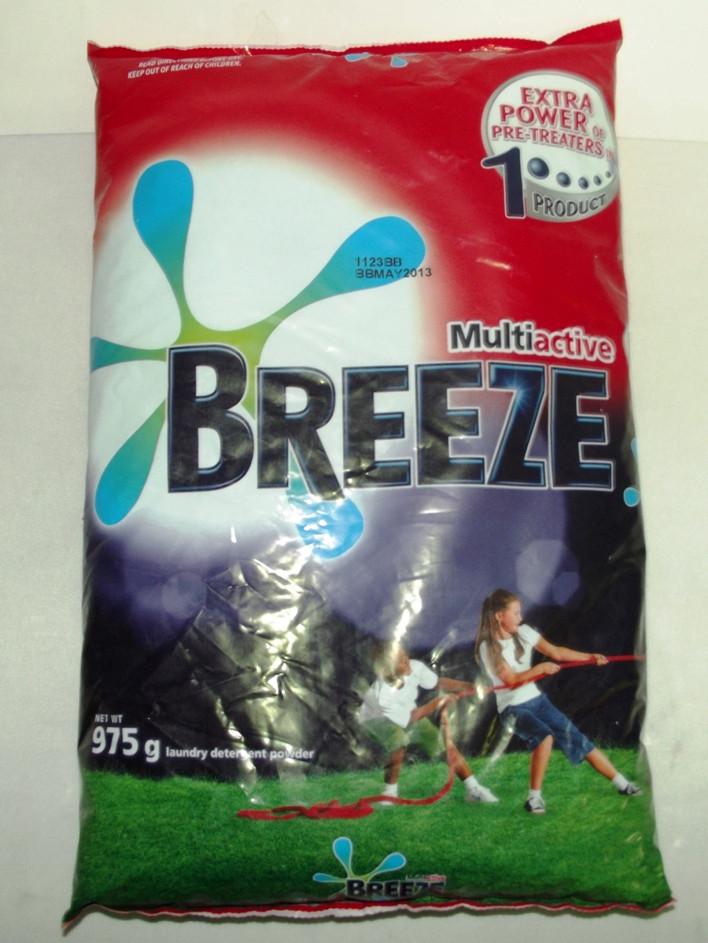 READ DIRECTIONS BEFORE USE.
KEEP OUT OF REACH OF CHILDREN.
EXTRA
POWER OF
PRE-TREATERS IN
1
PRODUCT
1123BB
BBMAY2013
Multiactive
BREEZE
NET WT
975 g laundry detergent powder
BREEZE